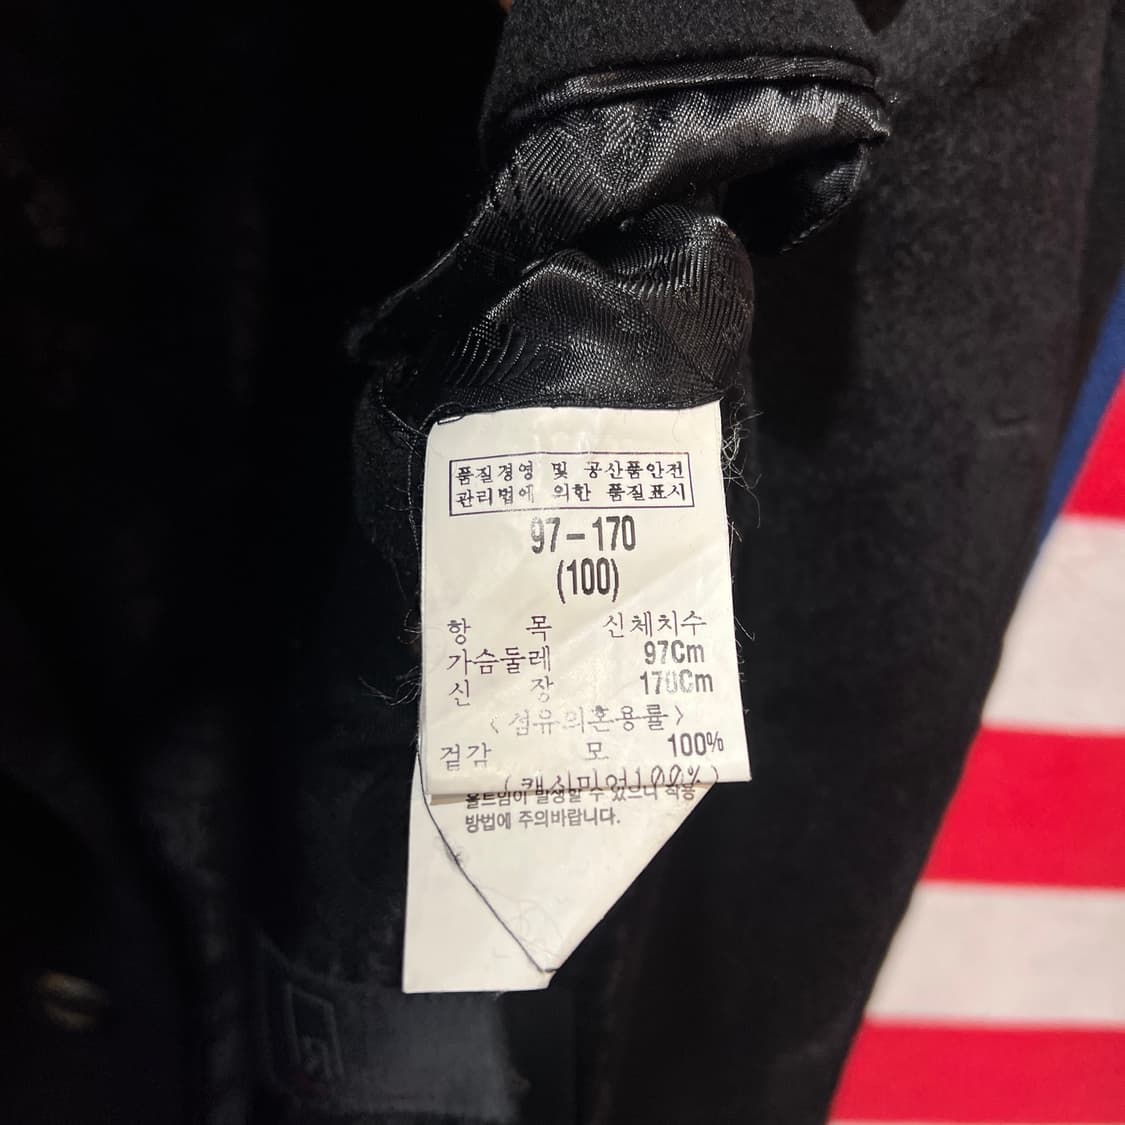 품질경영 및 공산품안전
관리법에 의한 품질표시
97-170
(100)
항 목 신체치수
가슴둘레 97Cm
신 장 170Cm
<섬유의혼용률>
겉감 모 100%
(캐시미어100%)
올트임이 발생할 수 있으니 착용
방법에 주의바랍니다.